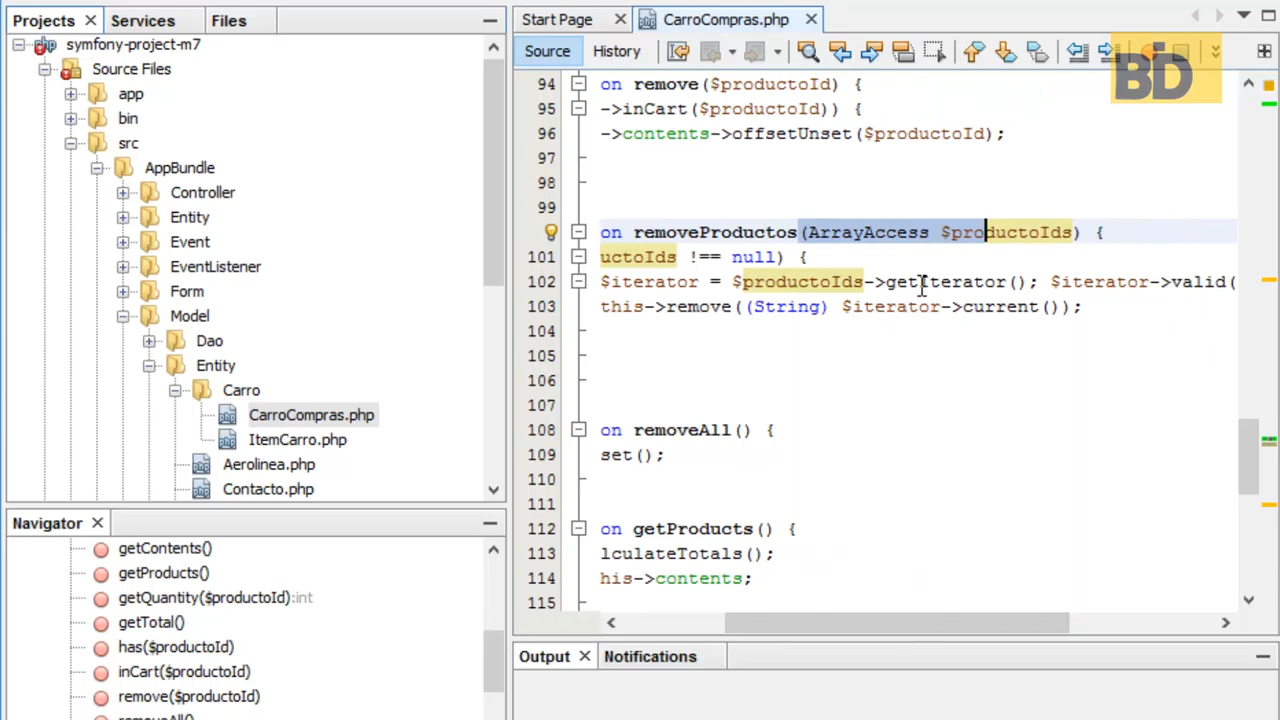 Projects
Services
Files
symfony-project-m7
Source Files
app
bin
src
AppBundle
Controller
Entity
Event
EventListener
Form
Model
Dao
Entity
Carro
CarroCompras.php
ItemCarro.php
Aerolinea.php
Contacto.php
Navigator
getContents()
getProducts()
getQuantity($productoId):int
getTotal()
has($productoId)
inCart($productoId)
remove($productoId)
removeAll()
Start Page
CarroCompras.php
Source
History
BD
94 on remove($productoId) {
95 ->inCart($productoId)) {
96 ->contents->offsetUnset($productoId);
97
98
99
on removeProductos(ArrayAccess $productoIds) {
101 uctoIds !== null) {
102 $iterator = $productoIds->getIterator(); $iterator->valid(
103 this->remove((String) $iterator->current());
104
105
106
107
108 on removeAll() {
109 set();
110
111
112 on getProducts() {
113 lculateTotals();
114 his->contents;
115
Output
Notifications